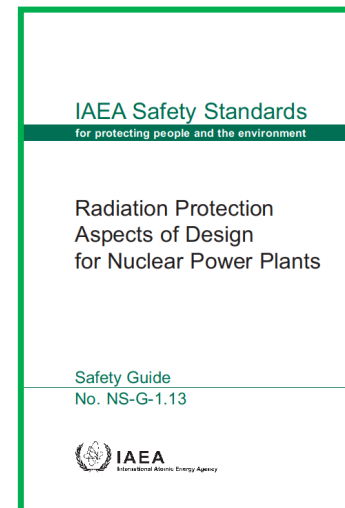 IAEA Safety Standards
for protecting people and the environment
Radiation Protection
Aspects of Design
for Nuclear Power Plants
Safety Guide
No. NS-G-1.13
IAEA
International Atomic Energy Agency